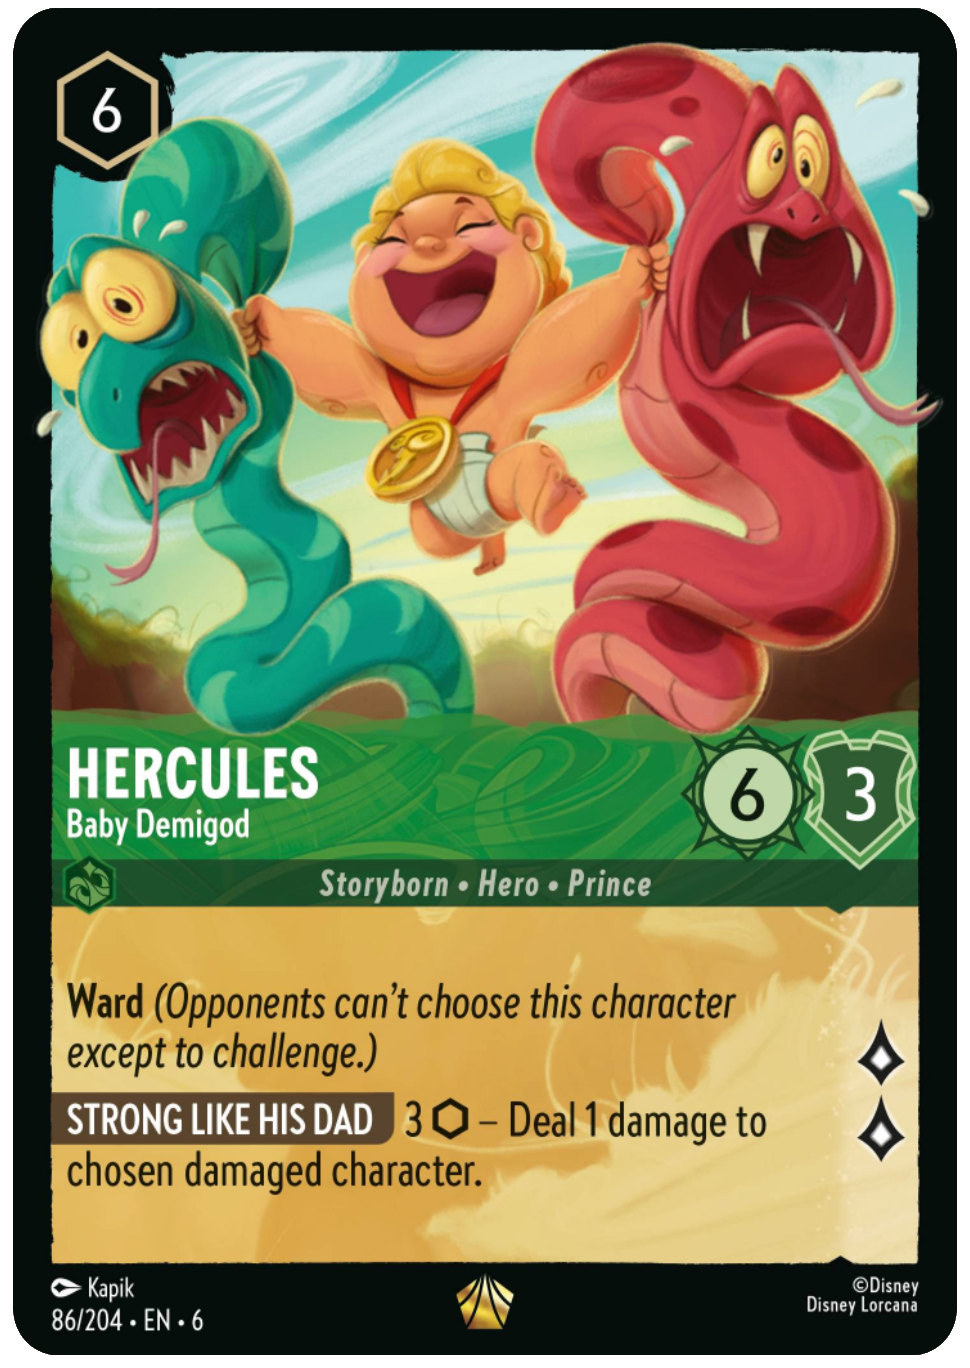 6
HERCULES
Baby Demigod
6
3
Storyborn • Hero • Prince
Ward (Opponents can't choose this character
except to challenge.)
STRONG LIKE HIS DAD 3 ⬡ – Deal 1 damage to
chosen damaged character.
Kapik
86/204 • EN • 6
©Disney
Disney Lorcana